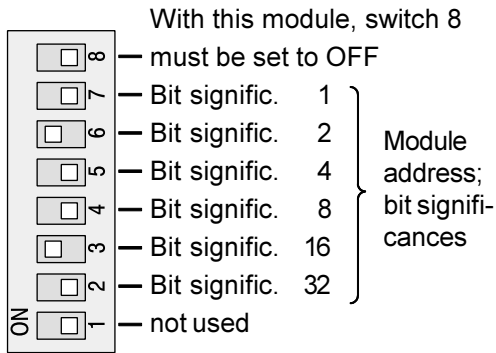 With this module, switch 8
8 must be set to OFF
7 Bit signific. 1
6 Bit signific. 2
5 Bit signific. 4
4 Bit signific. 8
3 Bit signific. 16
2 Bit signific. 32
1 not used
ON
Module
address;
bit signifi-
cances